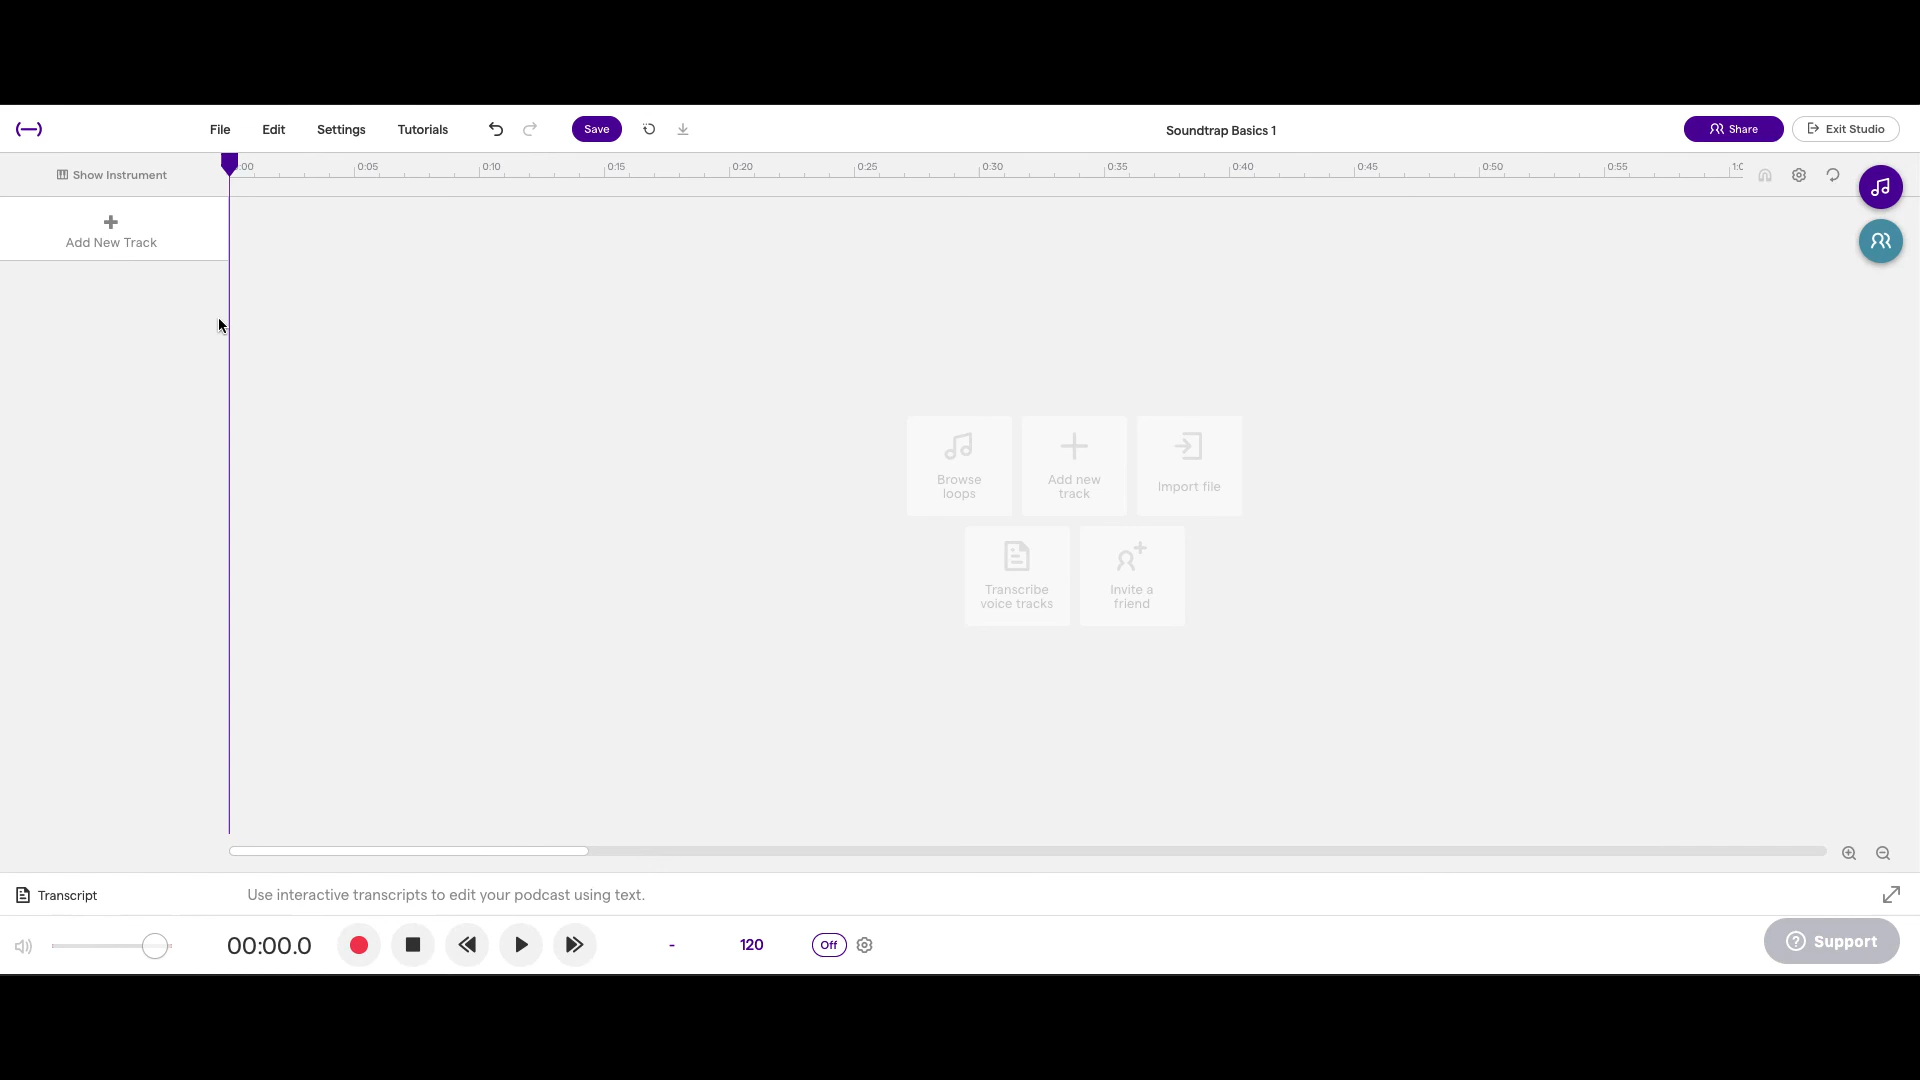 File Edit Settings Tutorials Save Soundtrap Basics 1 Share Exit Studio
Show Instrument :00 0:05 0:10 0:15 0:20 0:25 0:30 0:35 0:40 0:45 0:50 0:55
Add New Track
Browse
loops
Add new
track
Import file
Transcribe
voice tracks
Invite a
friend
Transcript Use interactive transcripts to edit your podcast using text.
00:00.0 - 120 Off Support